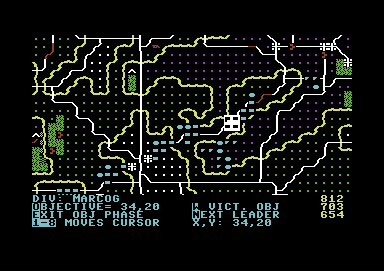 DIV: MARCOG 812
OBJECTIVE= 34,20 A VICT. OBJ 703
EXIT OBJ PHASE NEXT LEADER 654
1-8 MOVES CURSOR X,Y: 34,20